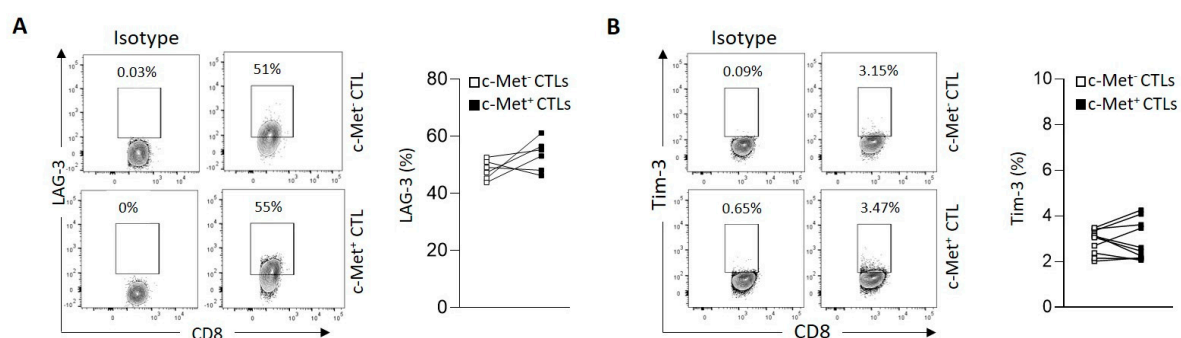 A
Isotype
0.03%
51%
c-Met⁻ CTL
LAG-3
0%
55%
c-Met⁺ CTL
CD8
80
60
40
20
0
LAG-3 (%)
c-Met⁻ CTLs
c-Met⁺ CTLs
B
Isotype
0.09%
3.15%
c-Met⁻ CTL
Tim-3
0.65%
3.47%
c-Met⁺ CTL
CD8
10
8
6
4
2
0
Tim-3 (%)
c-Met⁻ CTLs
c-Met⁺ CTLs